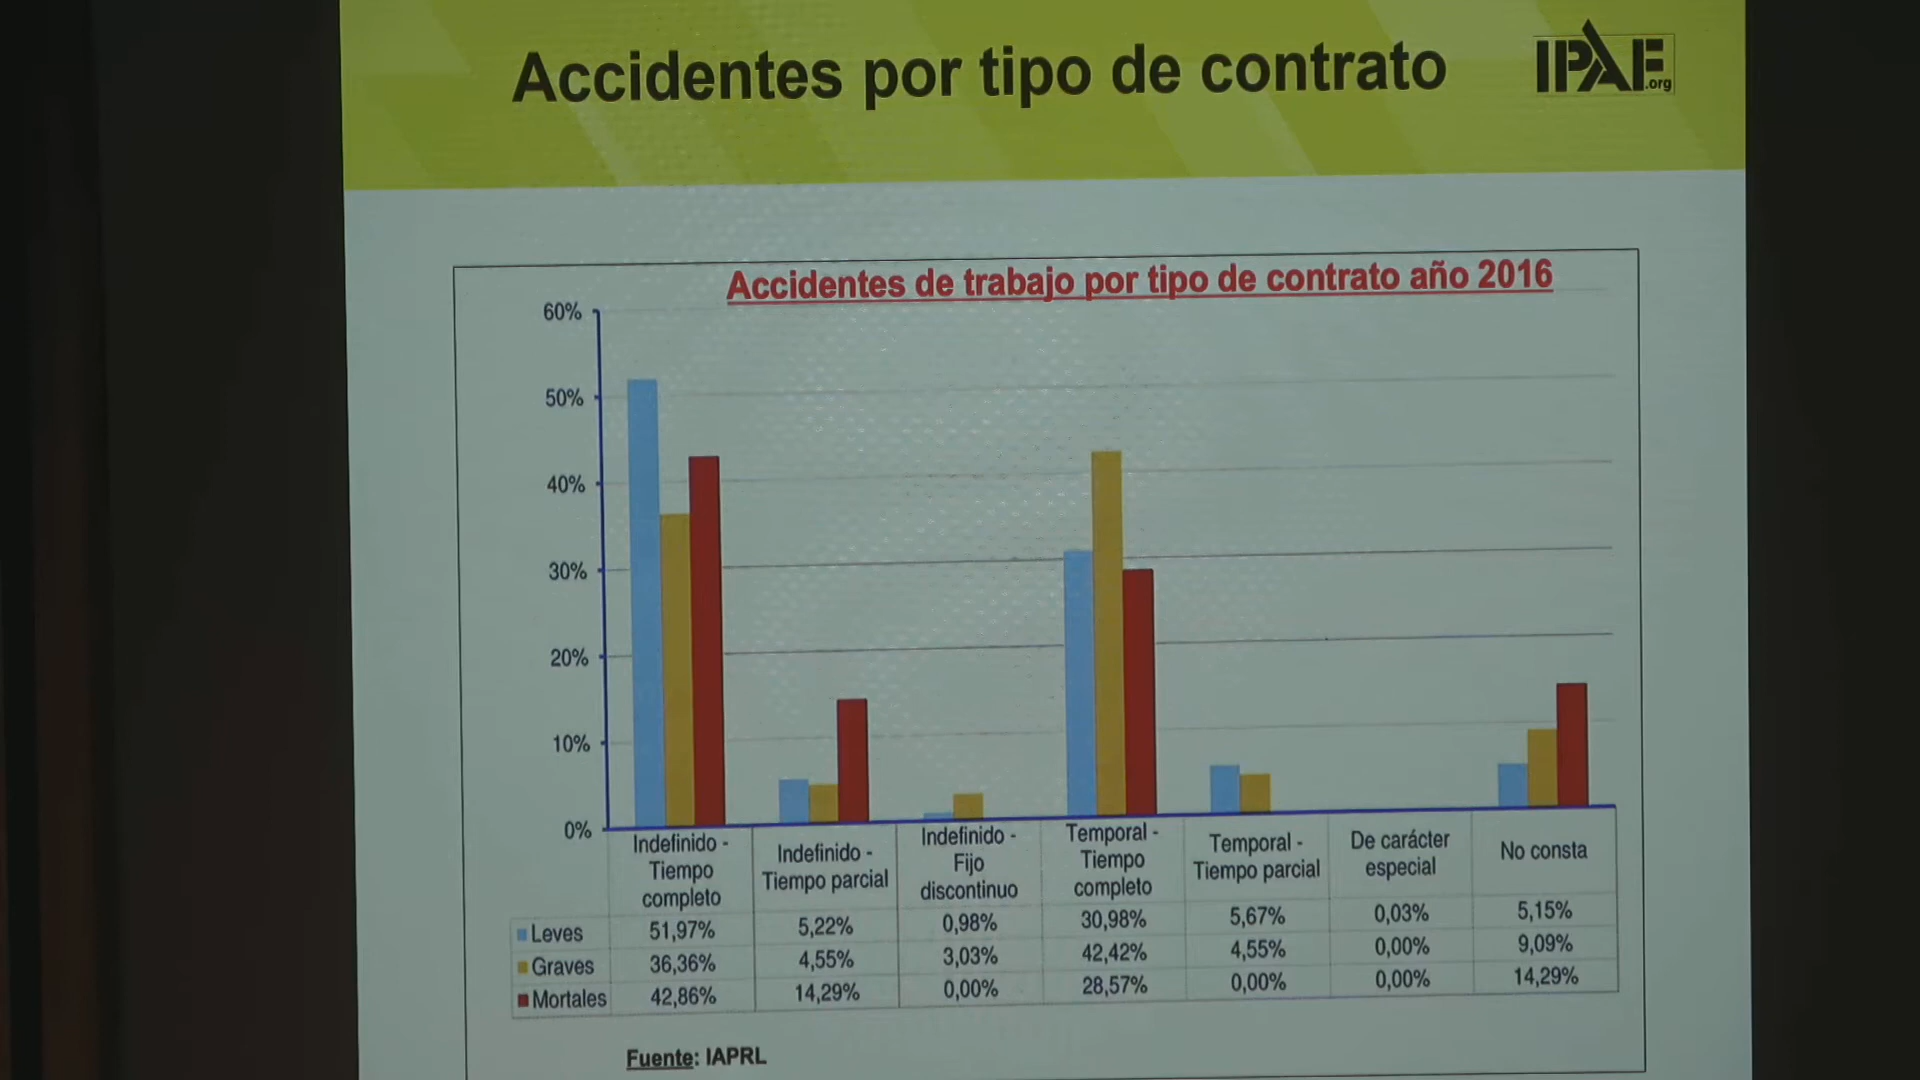 Accidentes por tipo de contrato
IPAF.org
Accidentes de trabajo por tipo de contrato año 2016
60%
50%
40%
30%
20%
10%
0%
Indefinido - Tiempo completo
Indefinido - Tiempo parcial
Indefinido - Fijo discontinuo
Temporal - Tiempo completo
Temporal - Tiempo parcial
De carácter especial
No consta
Leves 51,97% 5,22% 0,98% 30,98% 5,67% 0,03% 5,15%
Graves 36,36% 4,55% 3,03% 42,42% 4,55% 0,00% 9,09%
Mortales 42,86% 14,29% 0,00% 28,57% 0,00% 0,00% 14,29%
Fuente: IAPRL